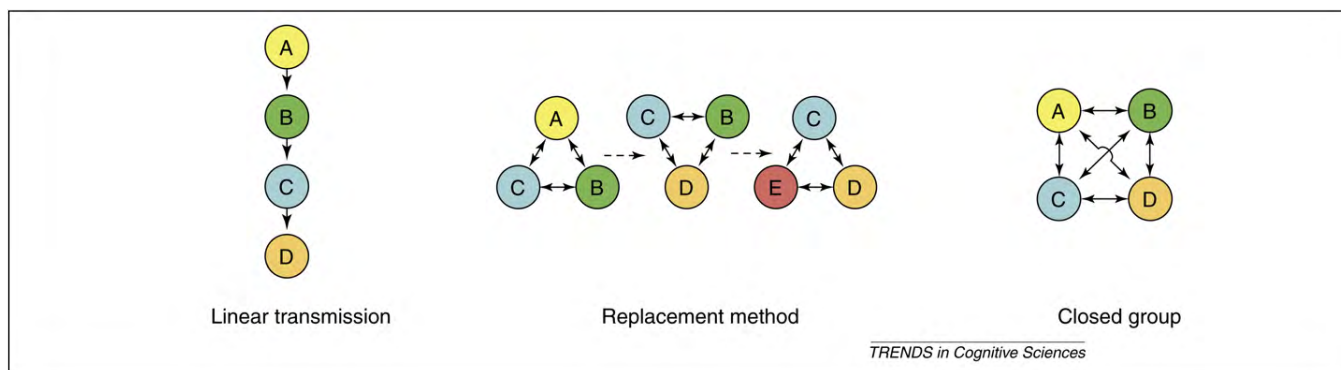 A
B
C
D
Linear transmission
A
C
B
C
B
D
C
E
D
Replacement method
A
B
C
D
Closed group
TRENDS in Cognitive Sciences